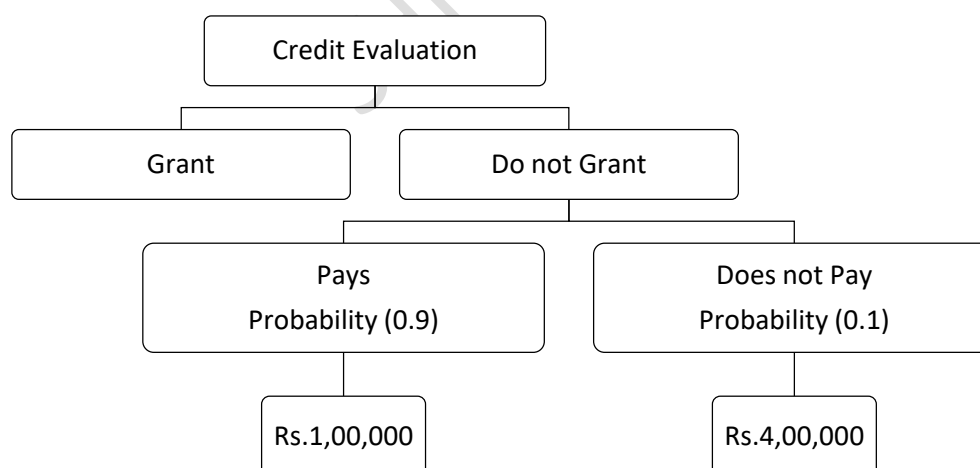 Credit Evaluation
Grant
Do not Grant
Pays
Probability (0.9)
Does not Pay
Probability (0.1)
Rs.1,00,000
Rs.4,00,000